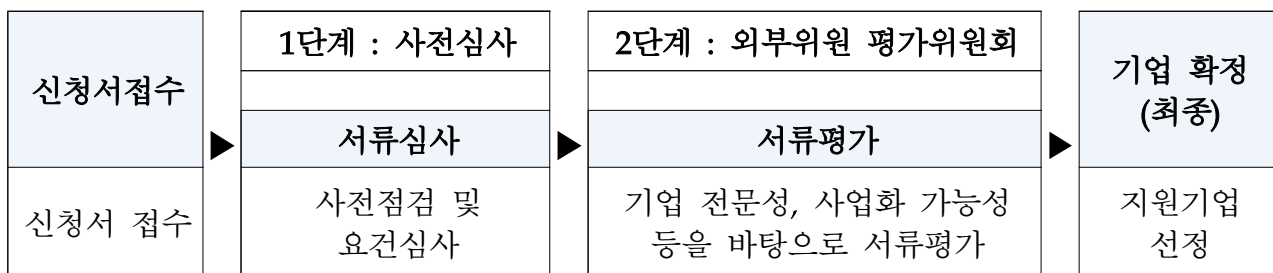 신청서접수
신청서 접수
1단계 : 사전심사
서류심사
사전점검 및
요건심사
2단계 : 외부위원 평가위원회
서류평가
기업 전문성, 사업화 가능성
등을 바탕으로 서류평가
기업 확정
(최종)
지원기업
선정